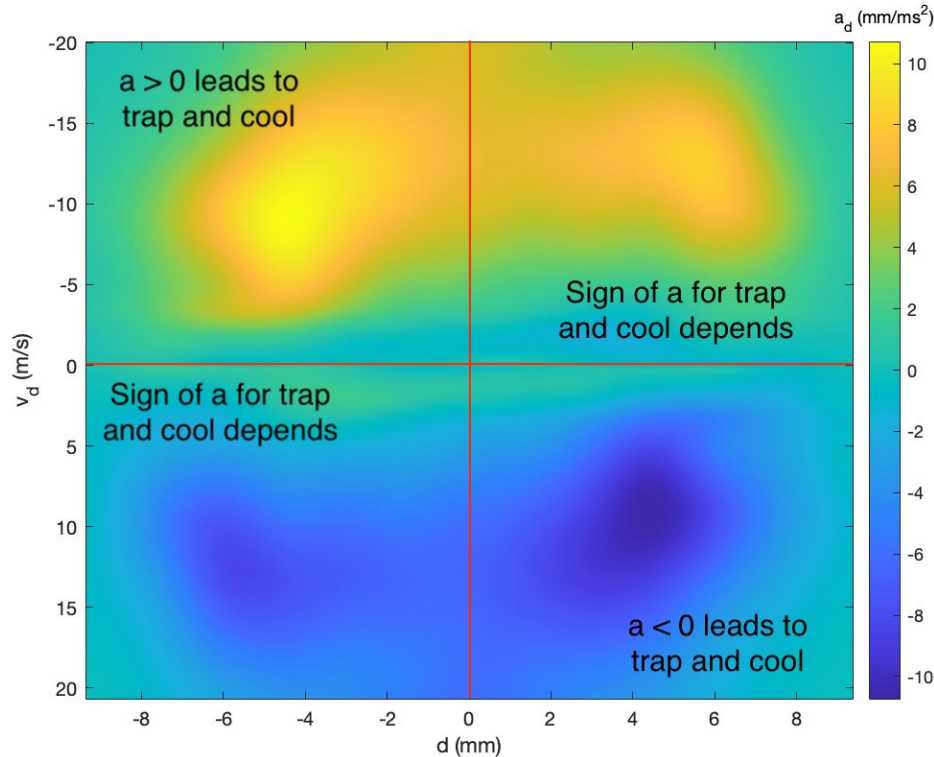 a_d (mm/ms²)
-20
-15
-10
-5
0
5
10
15
20
v_d (m/s)
a > 0 leads to
trap and cool
Sign of a for trap
and cool depends
Sign of a for trap
and cool depends
a < 0 leads to
trap and cool
10
8
6
4
2
0
-2
-4
-6
-8
-10
-8
-6
-4
-2
0
2
4
6
8
d (mm)